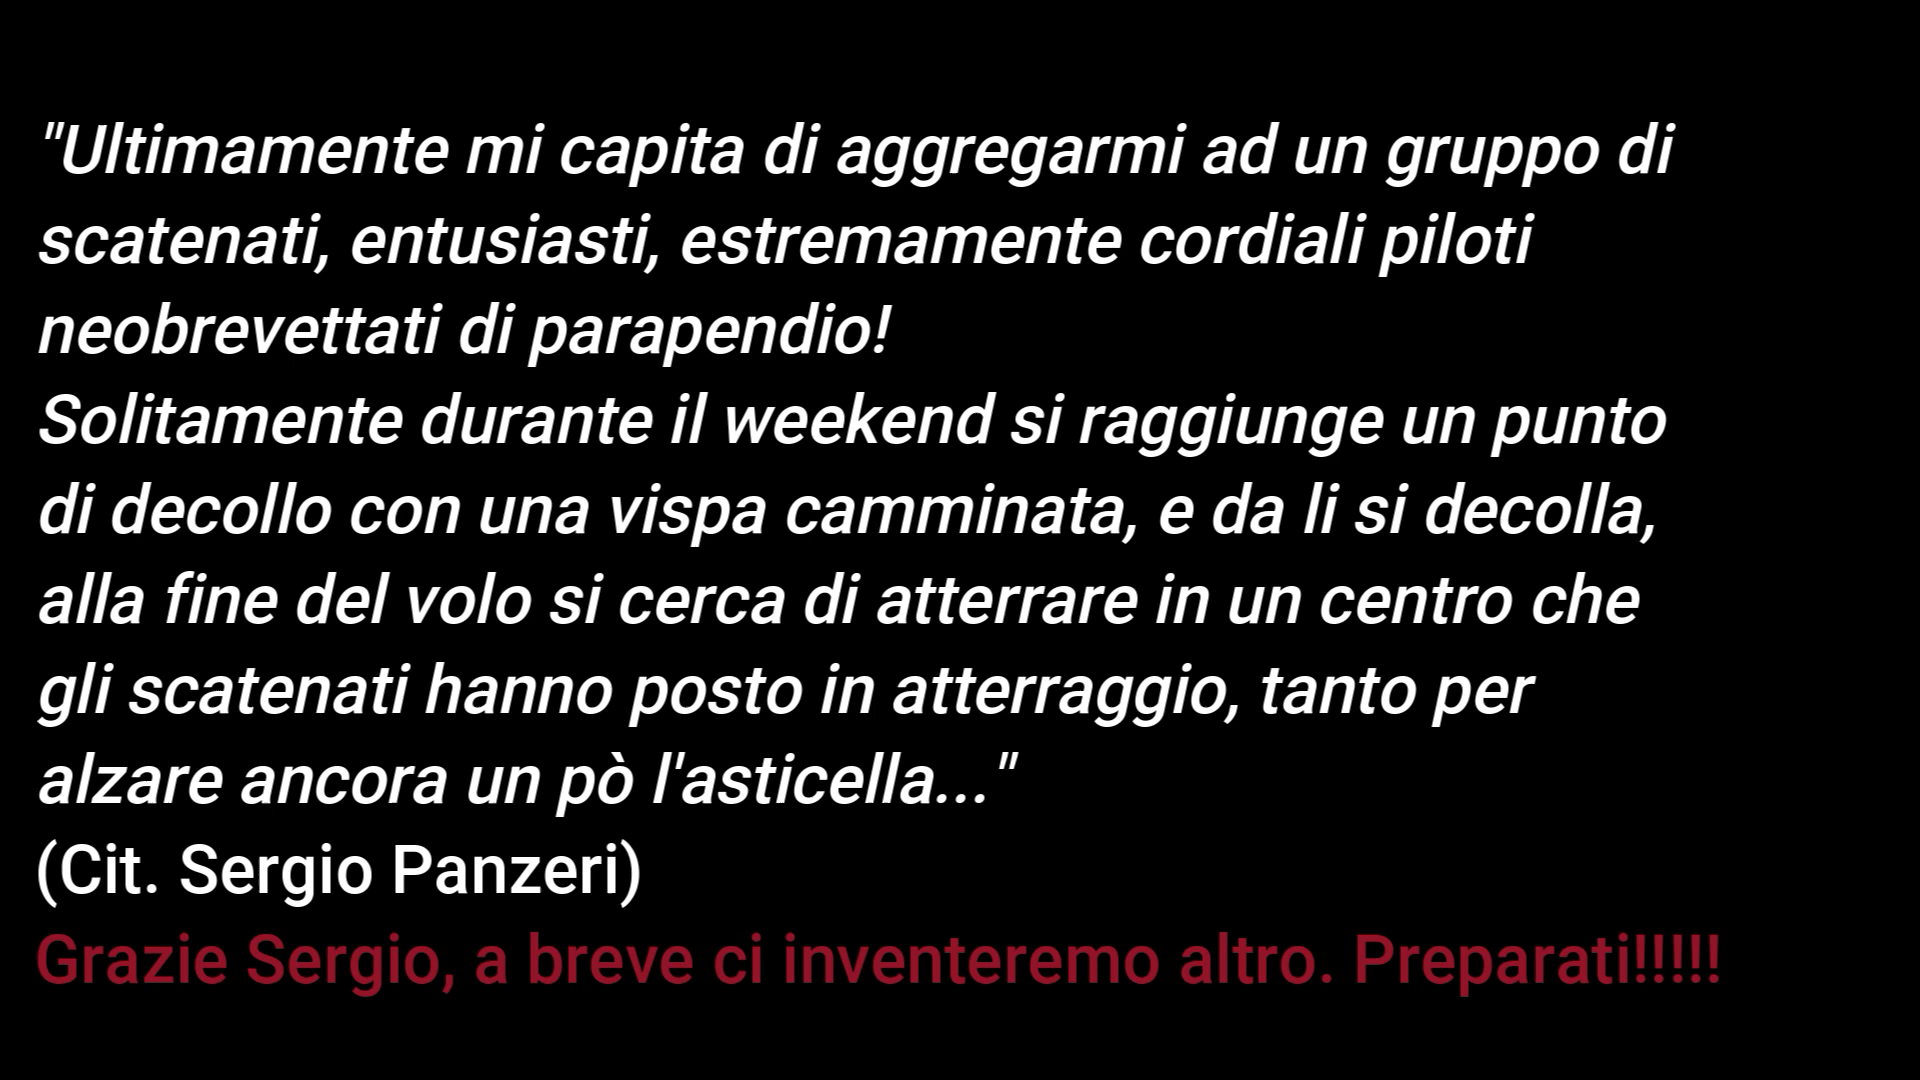 "Ultimamente mi capita di aggregarmi ad un gruppo di
scatenati, entusiasti, estremamente cordiali piloti
neobrevettati di parapendio!
Solitamente durante il weekend si raggiunge un punto
di decollo con una vispa camminata, e da li si decolla,
alla fine del volo si cerca di atterrare in un centro che
gli scatenati hanno posto in atterraggio, tanto per
alzare ancora un pò l'asticella..."
(Cit. Sergio Panzeri)
Grazie Sergio, a breve ci inventeremo altro. Preparati!!!!!